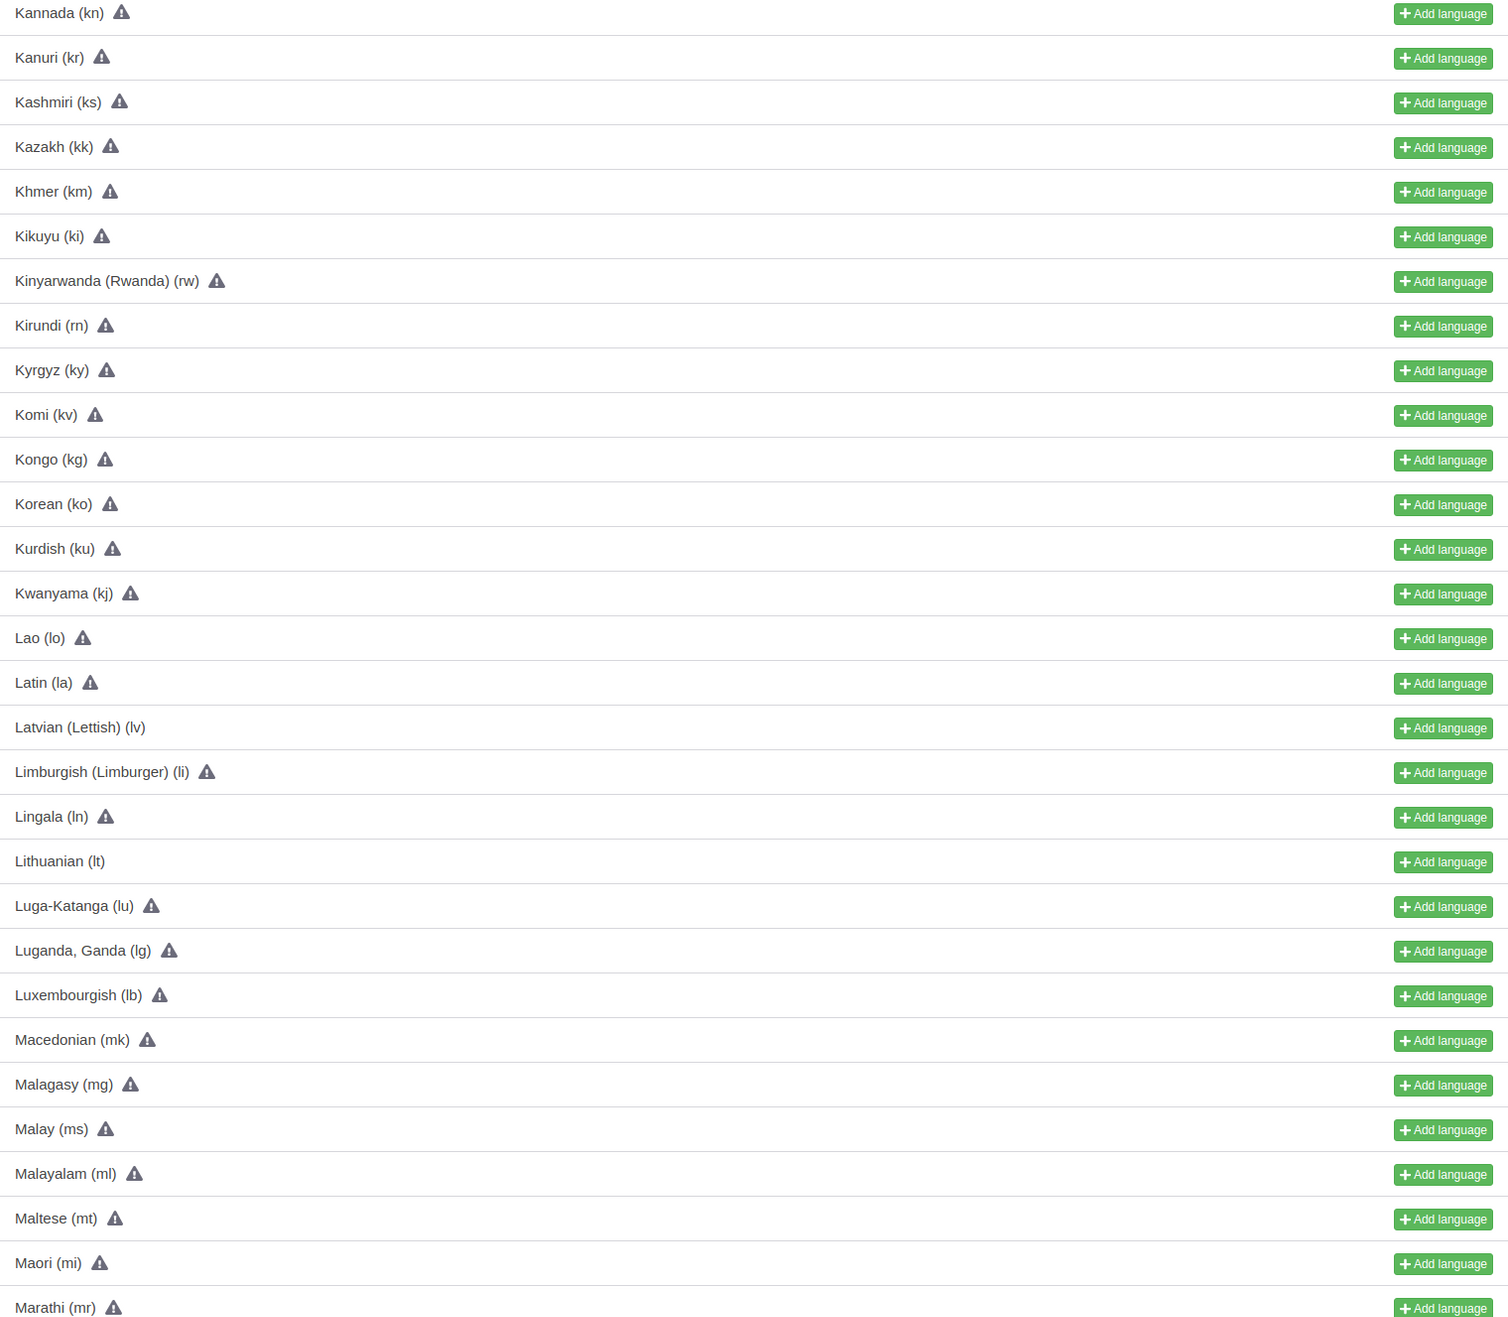 Kannada (kn) Add language
Kanuri (kr) Add language
Kashmiri (ks) Add language
Kazakh (kk) Add language
Khmer (km) Add language
Kikuyu (ki) Add language
Kinyarwanda (Rwanda) (rw) Add language
Kirundi (rn) Add language
Kyrgyz (ky) Add language
Komi (kv) Add language
Kongo (kg) Add language
Korean (ko) Add language
Kurdish (ku) Add language
Kwanyama (kj) Add language
Lao (lo) Add language
Latin (la) Add language
Latvian (Lettish) (lv) Add language
Limburgish (Limburger) (li) Add language
Lingala (ln) Add language
Lithuanian (lt) Add language
Luga-Katanga (lu) Add language
Luganda, Ganda (lg) Add language
Luxembourgish (lb) Add language
Macedonian (mk) Add language
Malagasy (mg) Add language
Malay (ms) Add language
Malayalam (ml) Add language
Maltese (mt) Add language
Maori (mi) Add language
Marathi (mr) Add language